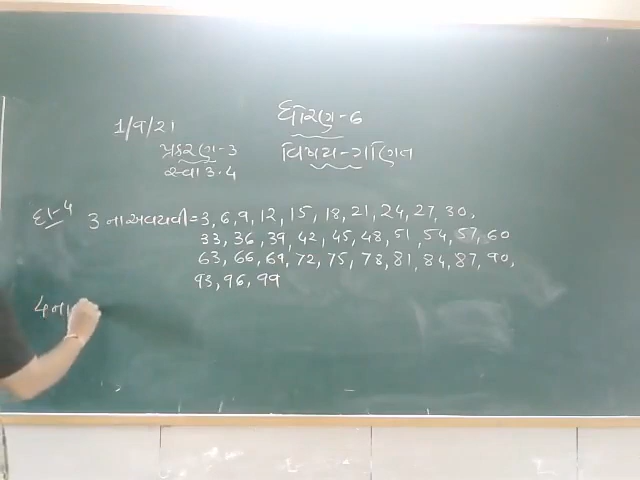 ધોરણ-6
1/9/21
પ્રકરણ-3
વિષય-ગણિત
સ્વા 3.4
દા-4 3 ના અવયવી = 3, 6, 9, 12, 15, 18, 21, 24, 27, 30,
33, 36, 39, 42, 45, 48, 51, 54, 57, 60
63, 66, 69, 72, 75, 78, 81, 84, 87, 90,
93, 96, 99
4 ના